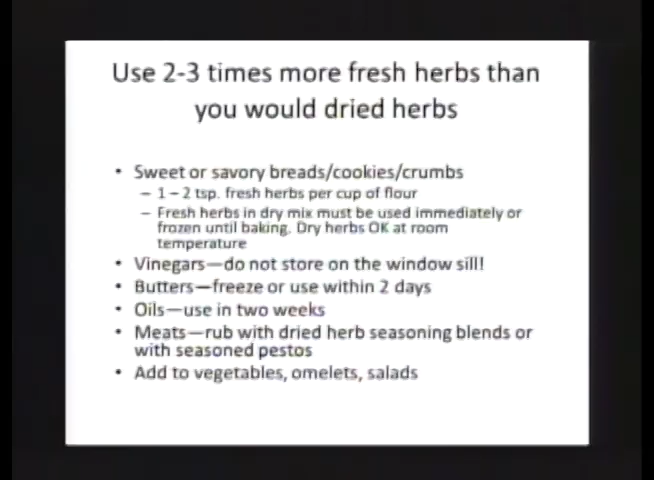 Use 2-3 times more fresh herbs than
you would dried herbs
• Sweet or savory breads/cookies/crumbs
– 1 – 2 tsp. fresh herbs per cup of flour
– Fresh herbs in dry mix must be used immediately or
frozen until baking. Dry herbs OK at room
temperature
• Vinegars—do not store on the window sill!
• Butters—freeze or use within 2 days
• Oils—use in two weeks
• Meats—rub with dried herb seasoning blends or
with seasoned pestos
• Add to vegetables, omelets, salads